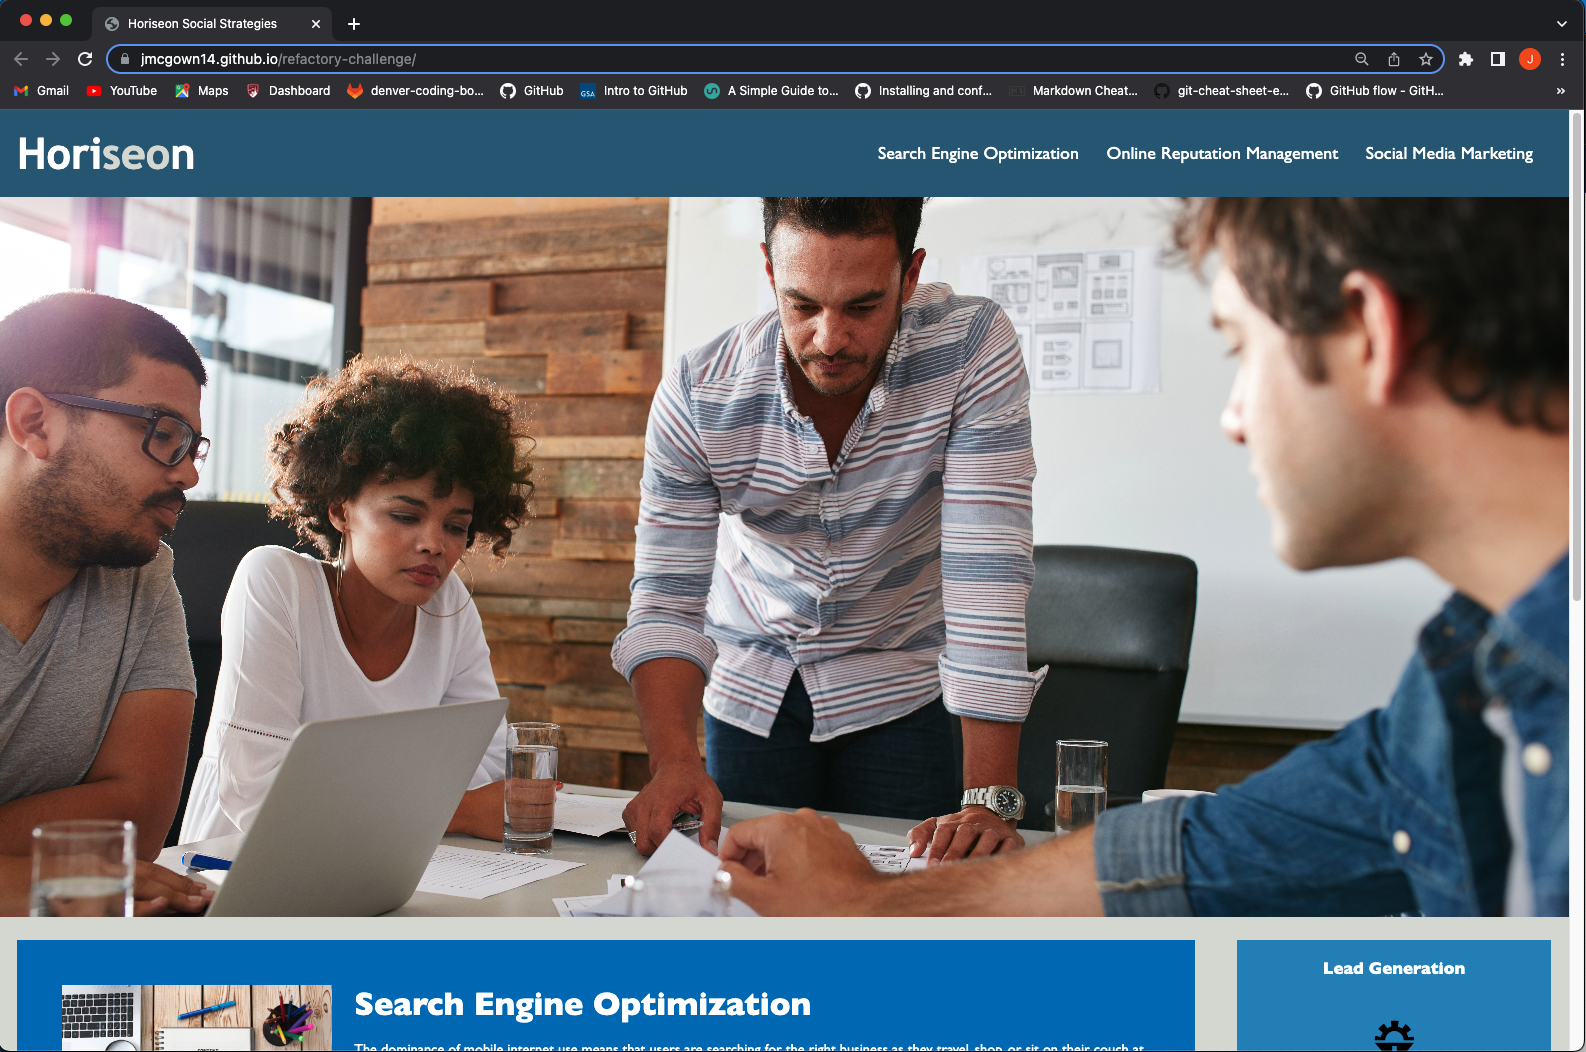 Horiseon Social Strategies
jmcgown14.github.io/refactory-challenge/
J
Gmail YouTube Maps Dashboard denver-coding-bo... GitHub GSA Intro to GitHub A Simple Guide to... Installing and conf... Markdown Cheat... git-cheat-sheet-e... GitHub flow - GitH... »
Horiseon
Search Engine Optimization Online Reputation Management Social Media Marketing
Lead Generation
Search Engine Optimization
The dominance of mobile internet use means that users are searching for the right business as they travel, shop, or sit on their couch at